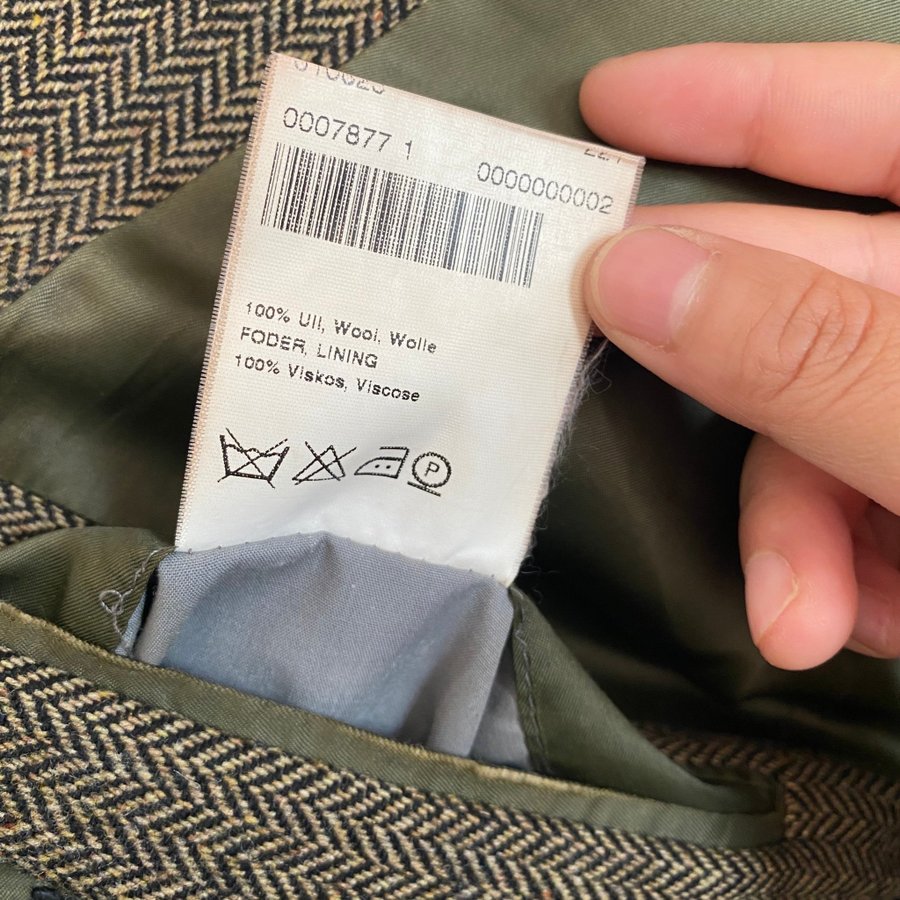 0007877 1
0000000002
100% Ull, Wool, Wolle
FODER, LINING
100% Viskos, Viscose
P